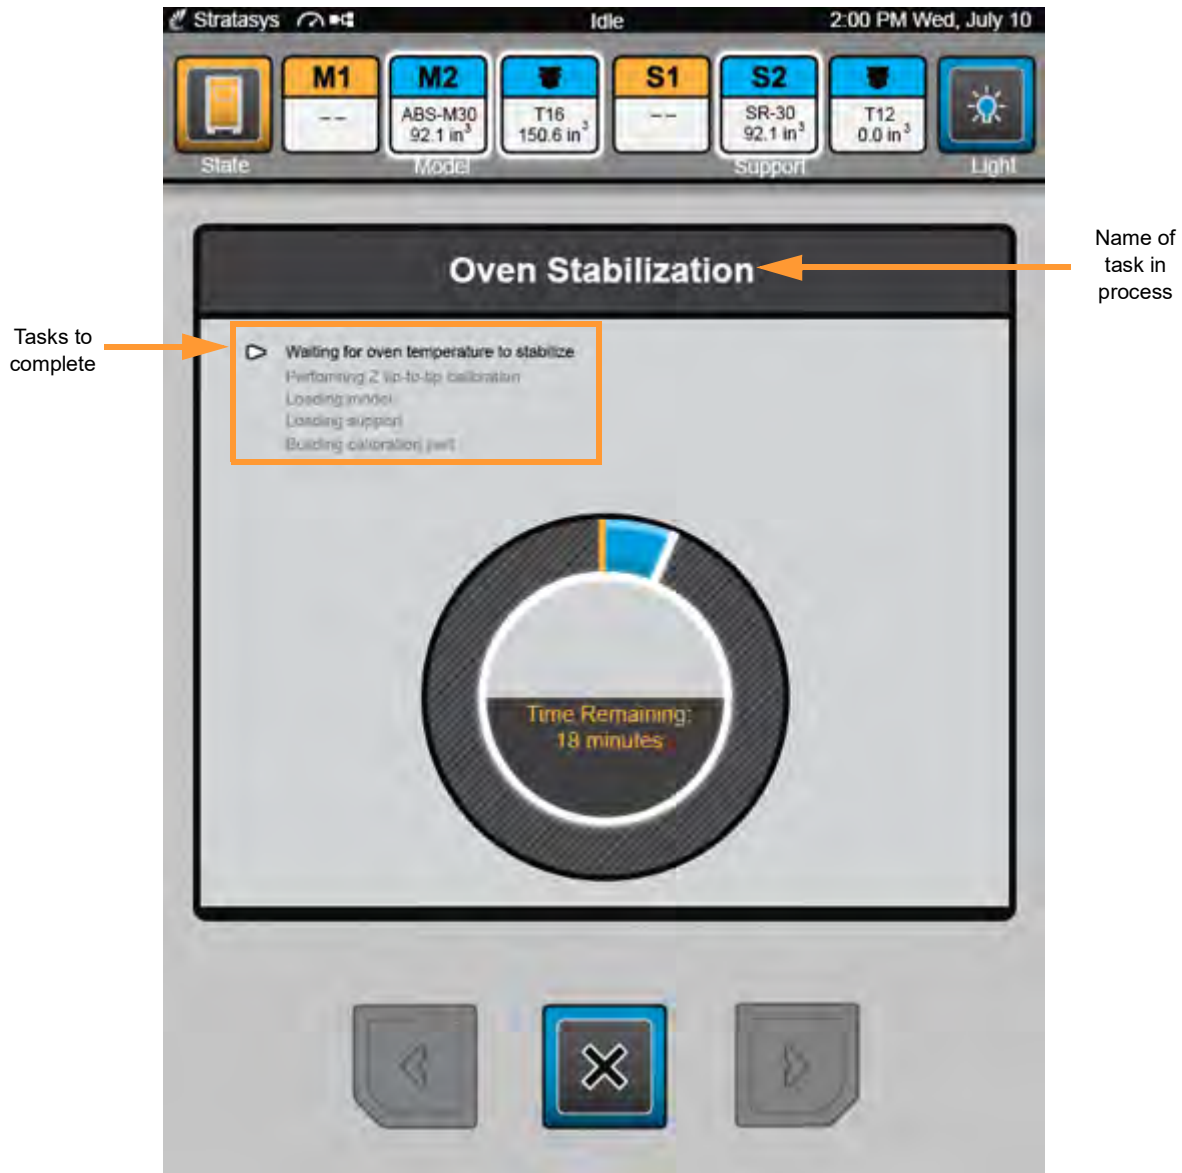 Stratasys Idle 2:00 PM Wed, July 10
M1 M2 S1 S2
-- ABS-M30 T16 -- SR-30 T12
92.1 in³ 150.6 in³ 92.1 in³ 0.0 in³
State Model Support Light
Oven Stabilization
Name of
task in
process
Tasks to
complete
Waiting for oven temperature to stabilize
Performing Z tip-to-tip calibration
Loading model
Loading support
Building calibration part
Time Remaining:
18 minutes